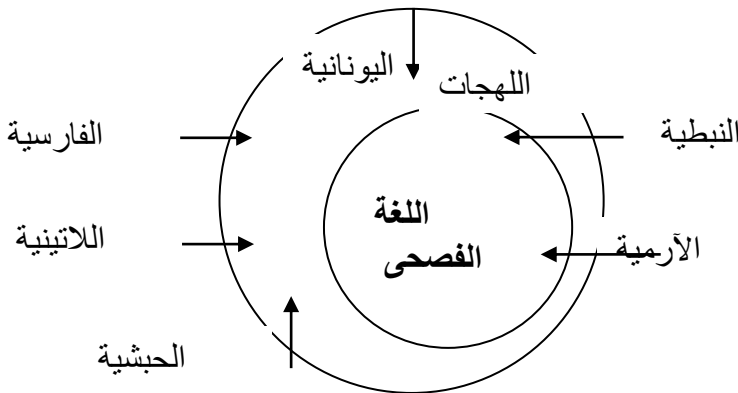 اليونانية
اللهجات
النبطية
الفارسية
اللغة
الفصحى
الآرمية
اللاتينية
الحبشية